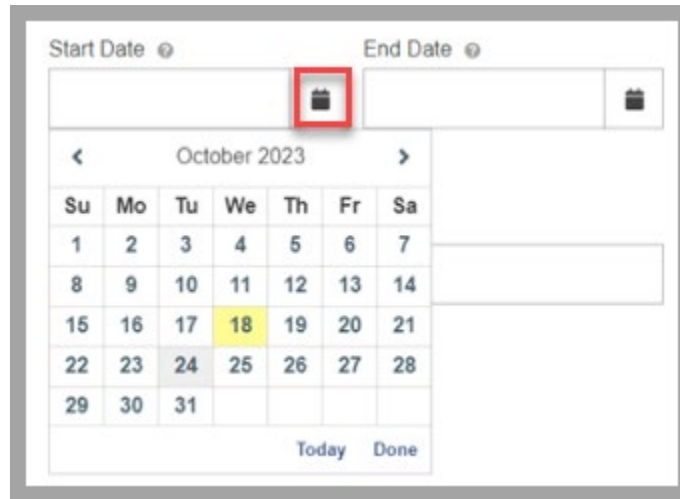 Start Date End Date
October 2023
Su Mo Tu We Th Fr Sa
1 2 3 4 5 6 7
8 9 10 11 12 13 14
15 16 17 18 19 20 21
22 23 24 25 26 27 28
29 30 31
Today Done